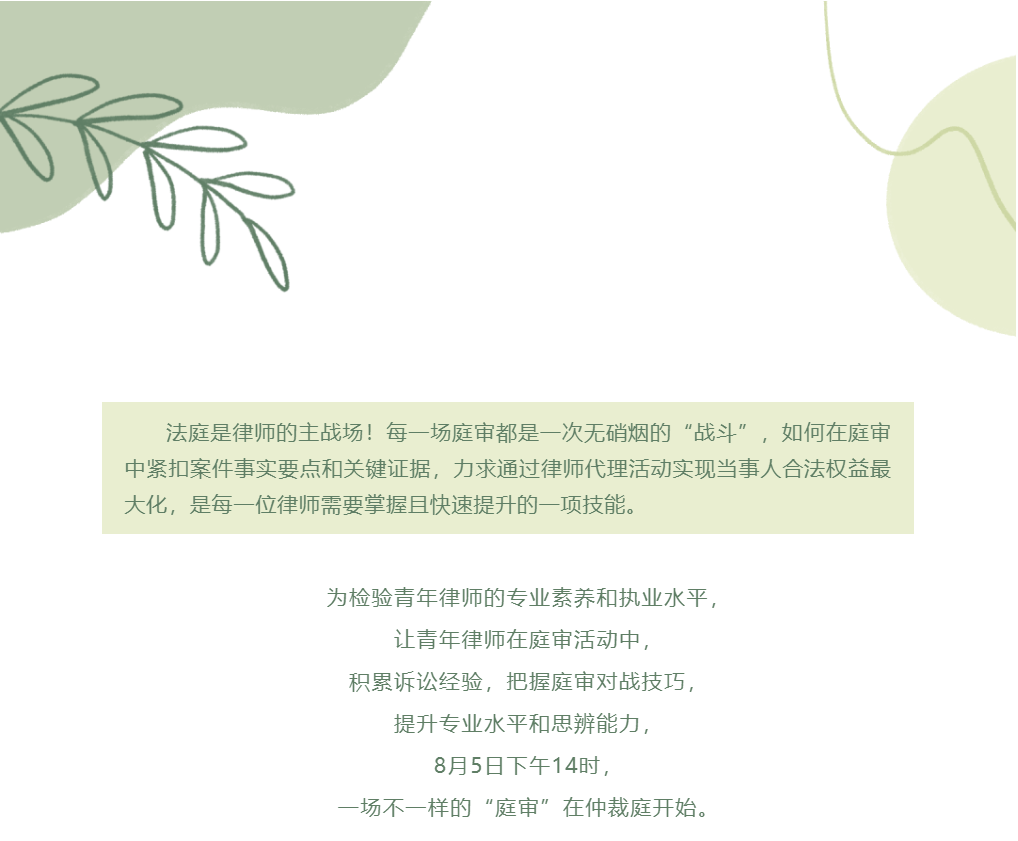 法庭是律师的主战场！每一场庭审都是一次无硝烟的“战斗”，如何在庭审
中紧扣案件事实要点和关键证据，力求通过律师代理活动实现当事人合法权益最
大化，是每一位律师需要掌握且快速提升的一项技能。
为检验青年律师的专业素养和执业水平，
让青年律师在庭审活动中，
积累诉讼经验，把握庭审对战技巧，
提升专业水平和思辨能力，
8月5日下午14时，
一场不一样的“庭审”在仲裁庭开始。